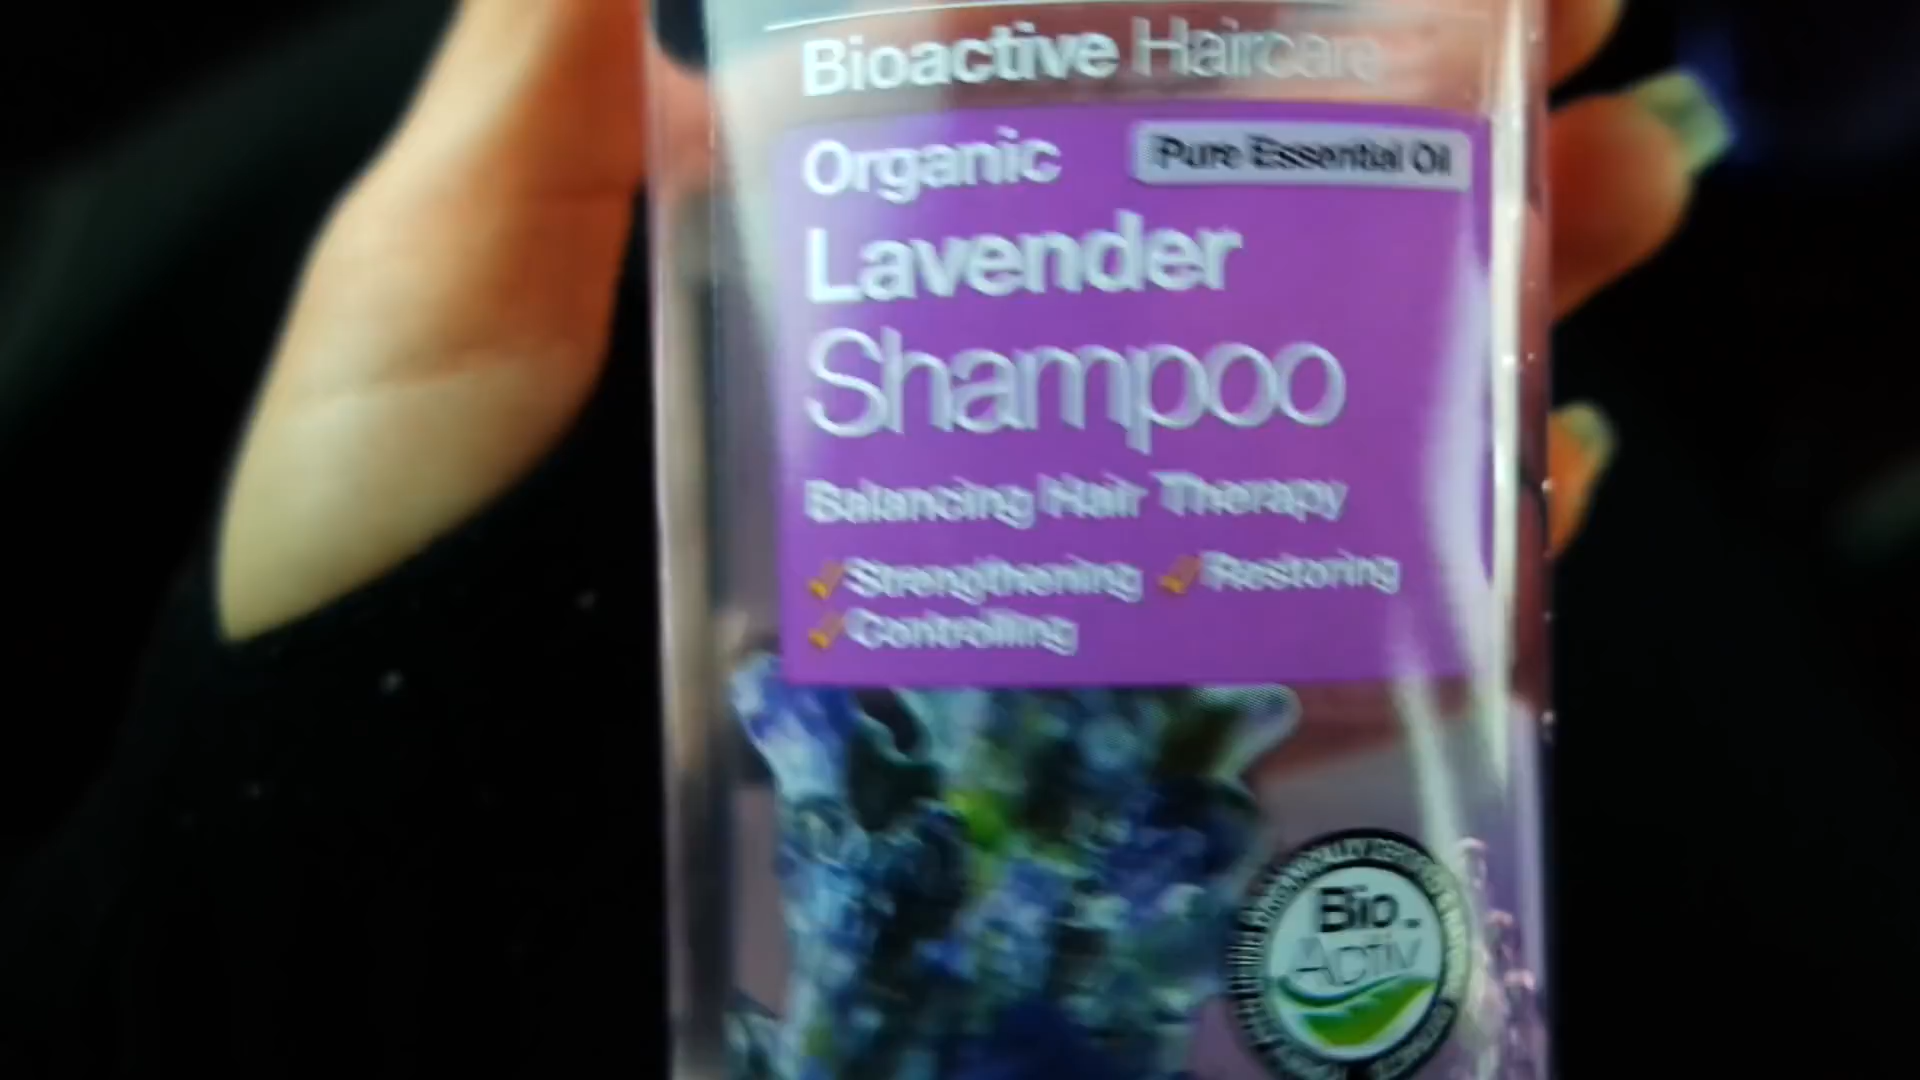 Bioactive Haircare
Organic
Pure Essential Oil
Lavender
Shampoo
Balancing Hair Therapy
Strengthening Restoring
Controlling
Bio
Activ